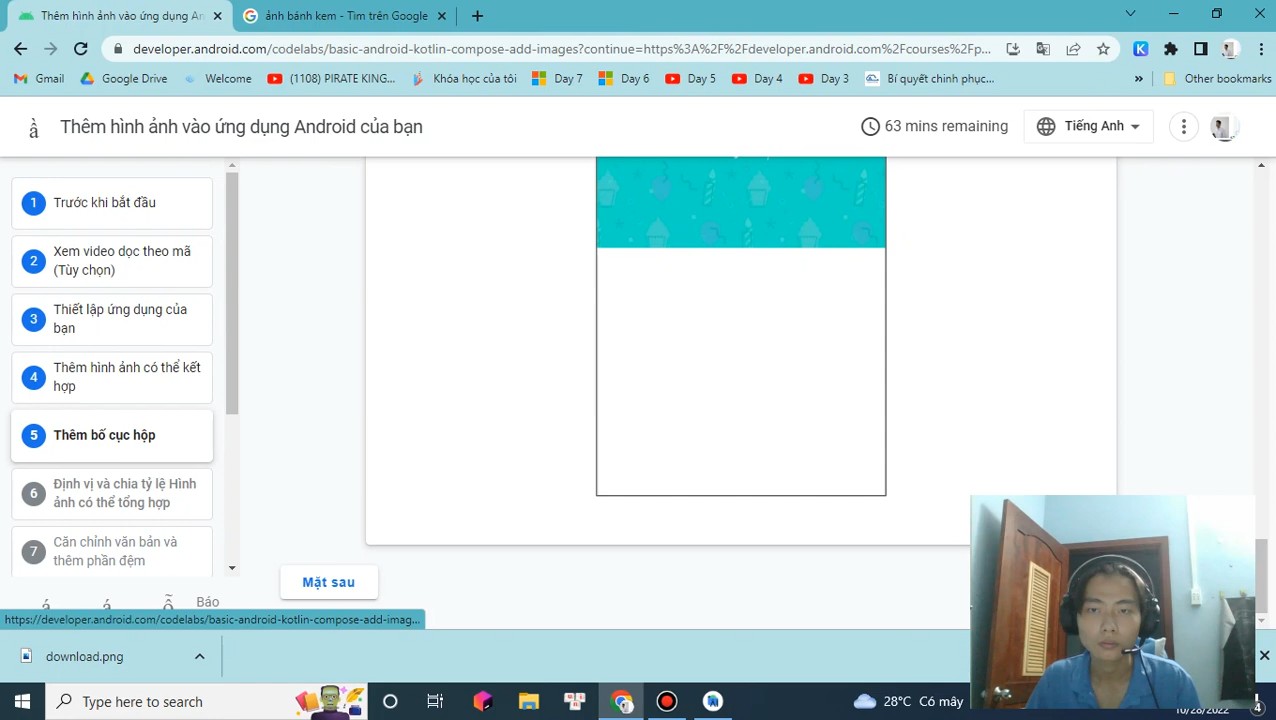 Thêm hình ảnh vào ứng dụng An
ảnh bánh kem - Tìm trên Google
developer.android.com/codelabs/basic-android-kotlin-compose-add-images?continue=https%3A%2F%2Fdeveloper.android.com%2Fcourses%2Fp...
Gmail
Google Drive
Welcome
(1108) PIRATE KING...
Khóa học của tôi
Day 7
Day 6
Day 5
Day 4
Day 3
Bí quyết chinh phục...
»
Other bookmarks
Thêm hình ảnh vào ứng dụng Android của bạn
63 mins remaining
Tiếng Anh
1 Trước khi bắt đầu
2 Xem video dọc theo mã
(Tùy chọn)
3 Thiết lập ứng dụng của
bạn
4 Thêm hình ảnh có thể kết
hợp
5 Thêm bố cục hộp
6 Định vị và chia tỷ lệ Hình
ảnh có thể tổng hợp
7 Căn chỉnh văn bản và
thêm phần đệm
Mặt sau
Báo
https://developer.android.com/codelabs/basic-android-kotlin-compose-add-imag...
download.png
Type here to search
28°C Có mây
10/28/2022
4